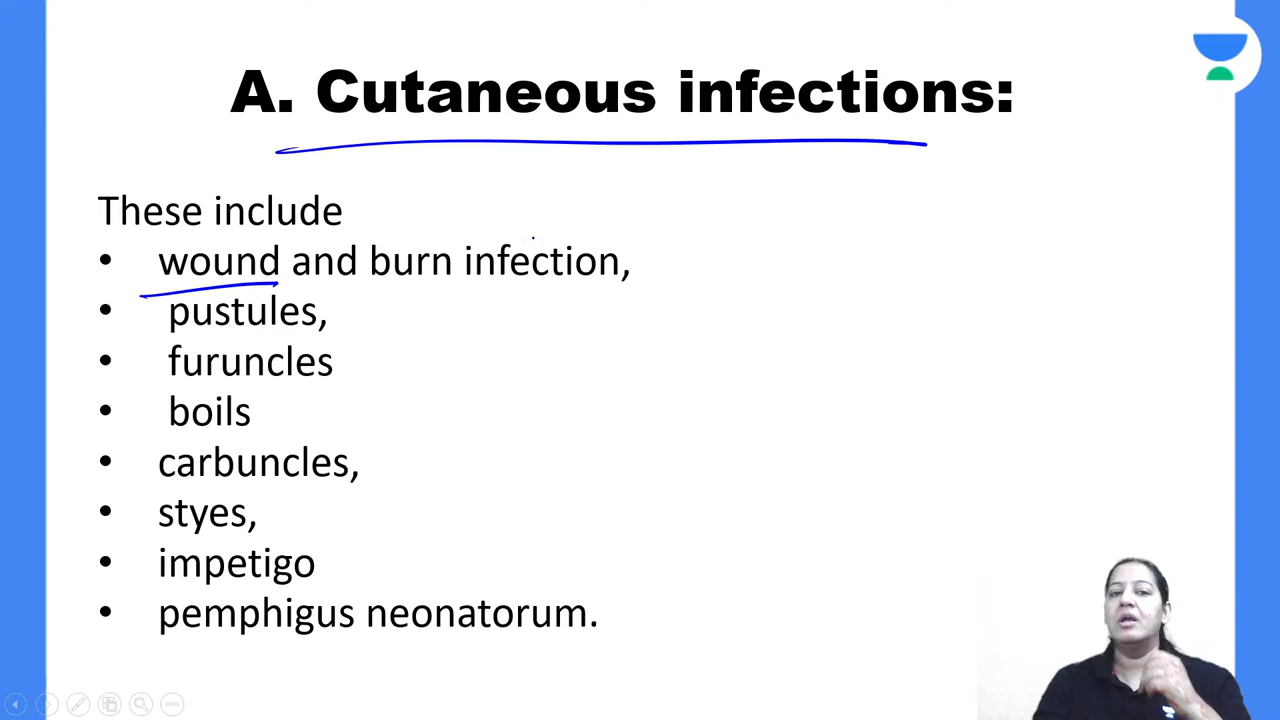 A. Cutaneous infections:
These include
• wound and burn infection,
• pustules,
• furuncles
• boils
• carbuncles,
• styes,
• impetigo
• pemphigus neonatorum.